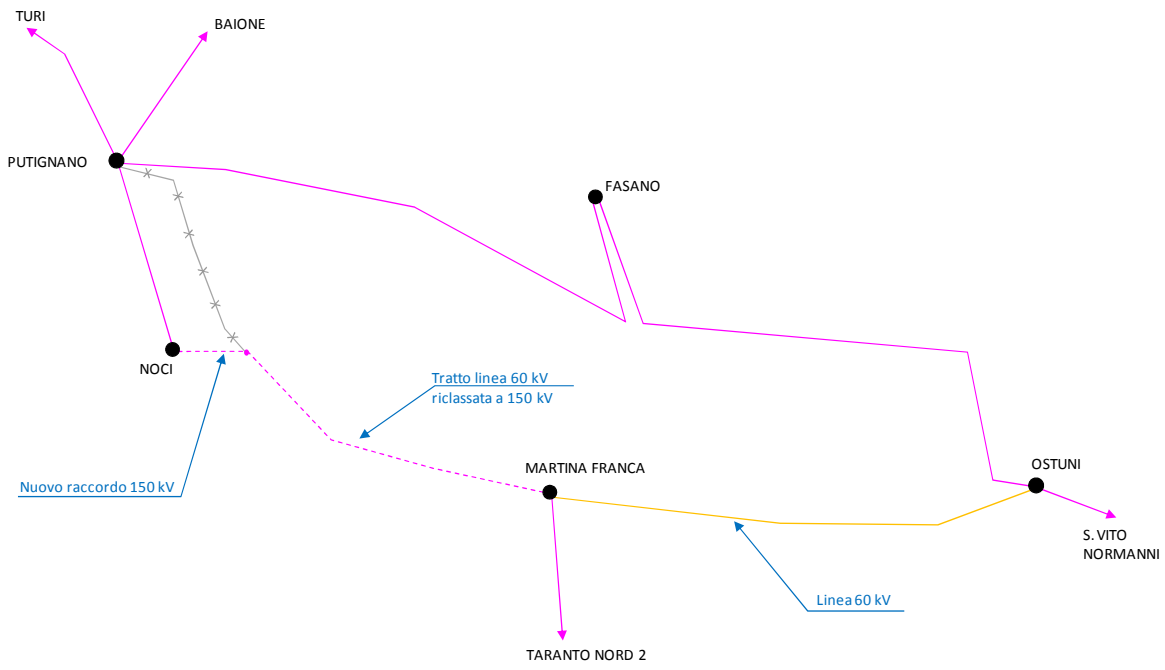 TURI
BAIONE
PUTIGNANO
FASANO
NOCI
Tratto linea 60 kV
riclassata a 150 kV
MARTINA FRANCA
OSTUNI
Nuovo raccordo 150 kV
S. VITO
NORMANNI
Linea 60 kV
TARANTO NORD 2